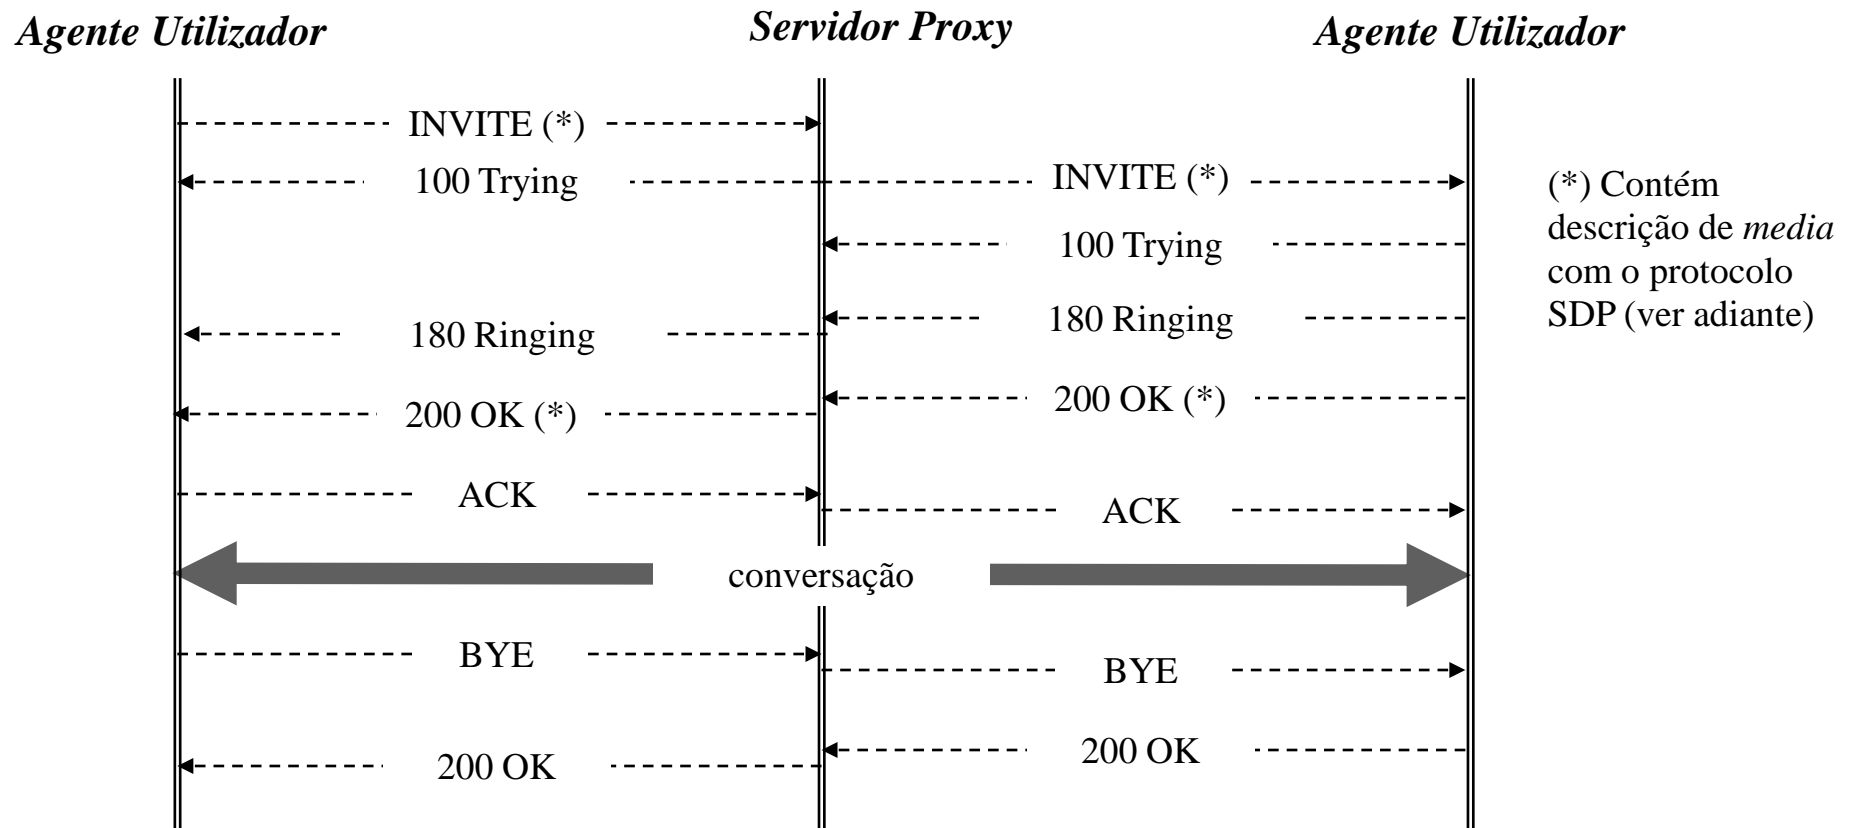 Agente Utilizador
Servidor Proxy
Agente Utilizador
INVITE (*)
100 Trying
INVITE (*)
100 Trying
180 Ringing
180 Ringing
200 OK (*)
200 OK (*)
ACK
ACK
conversação
BYE
BYE
200 OK
200 OK
(*) Contém
descrição de media
com o protocolo
SDP (ver adiante)